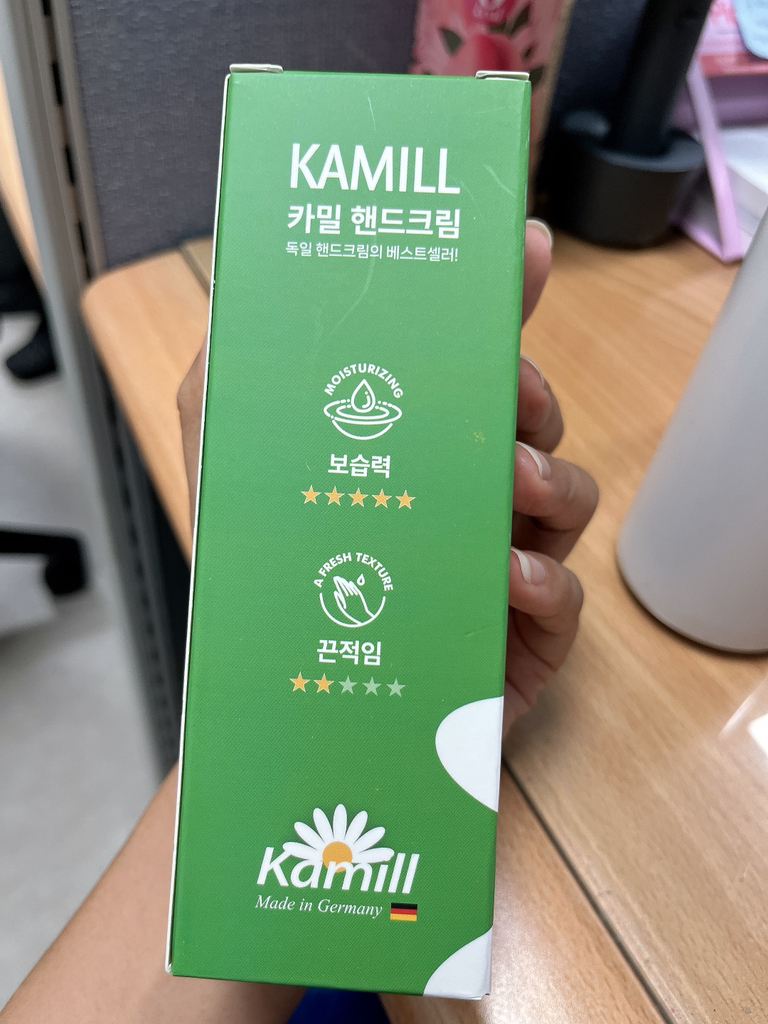 KAMILL
카밀 핸드크림
독일 핸드크림의 베스트셀러!
MOISTURIZING
보습력
A FRESH TEXTURE
끈적임
Kamill
Made in Germany